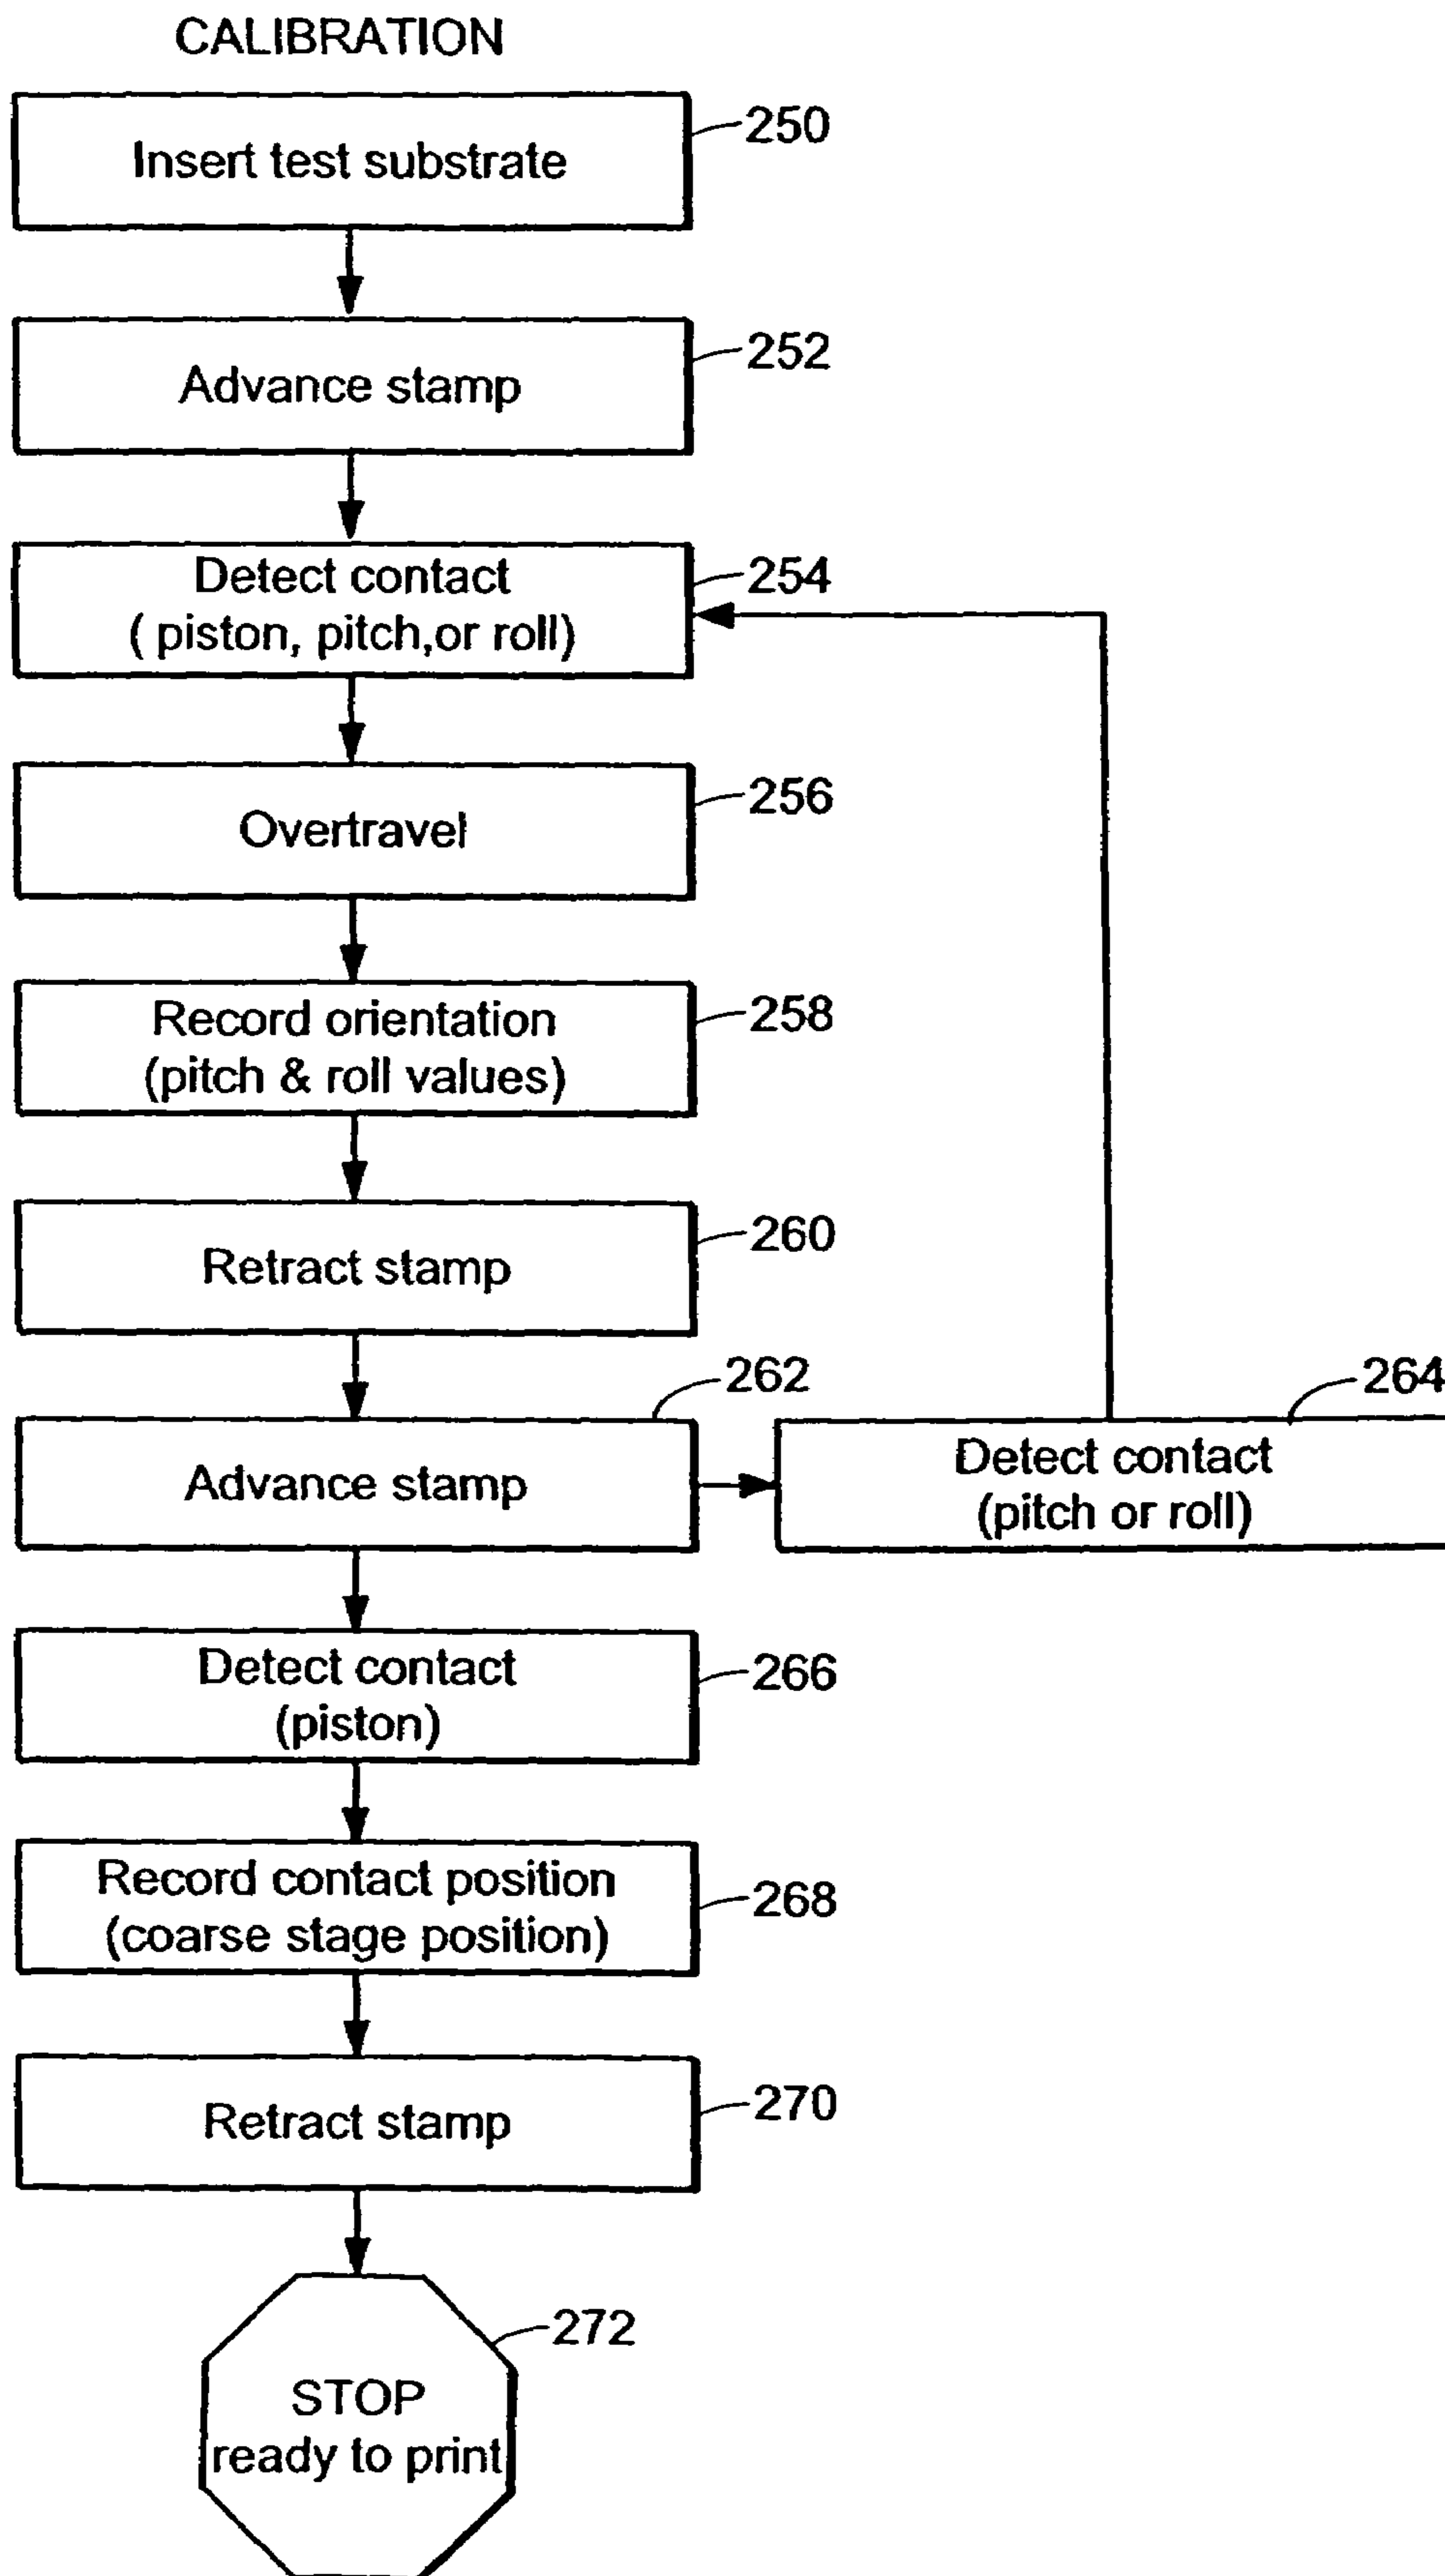 CALIBRATION
Insert test substrate
250
Advance stamp
252
Detect contact
( piston, pitch,or roll)
254
Overtravel
256
Record orientation
(pitch & roll values)
258
Retract stamp
260
Advance stamp
262
Detect contact
(pitch or roll)
264
Detect contact
(piston)
266
Record contact position
(coarse stage position)
268
Retract stamp
270
STOP
ready to print
272